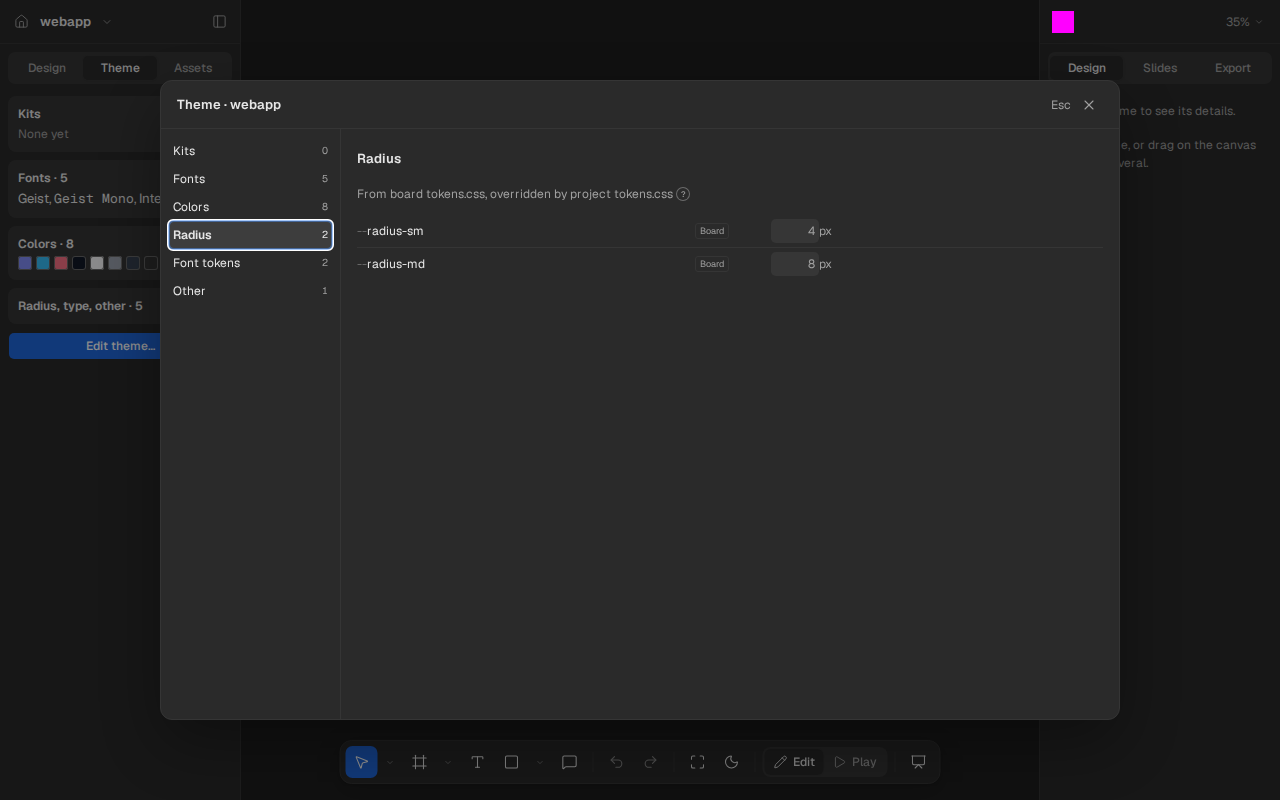 webapp
35%
Design Theme Assets
Design Slides Export
Kits
None yet
Fonts · 5
Geist, Geist Mono, Inte
Colors · 8
Radius, type, other · 5
Edit theme…
me to see its details.
e, or drag on the canvas
veral.
Theme · webapp
Esc
Kits 0
Fonts 5
Colors 8
Radius 2
Font tokens 2
Other 1
Radius
From board tokens.css, overridden by project tokens.css ?
--radius-sm Board 4 px
--radius-md Board 8 px
Edit Play